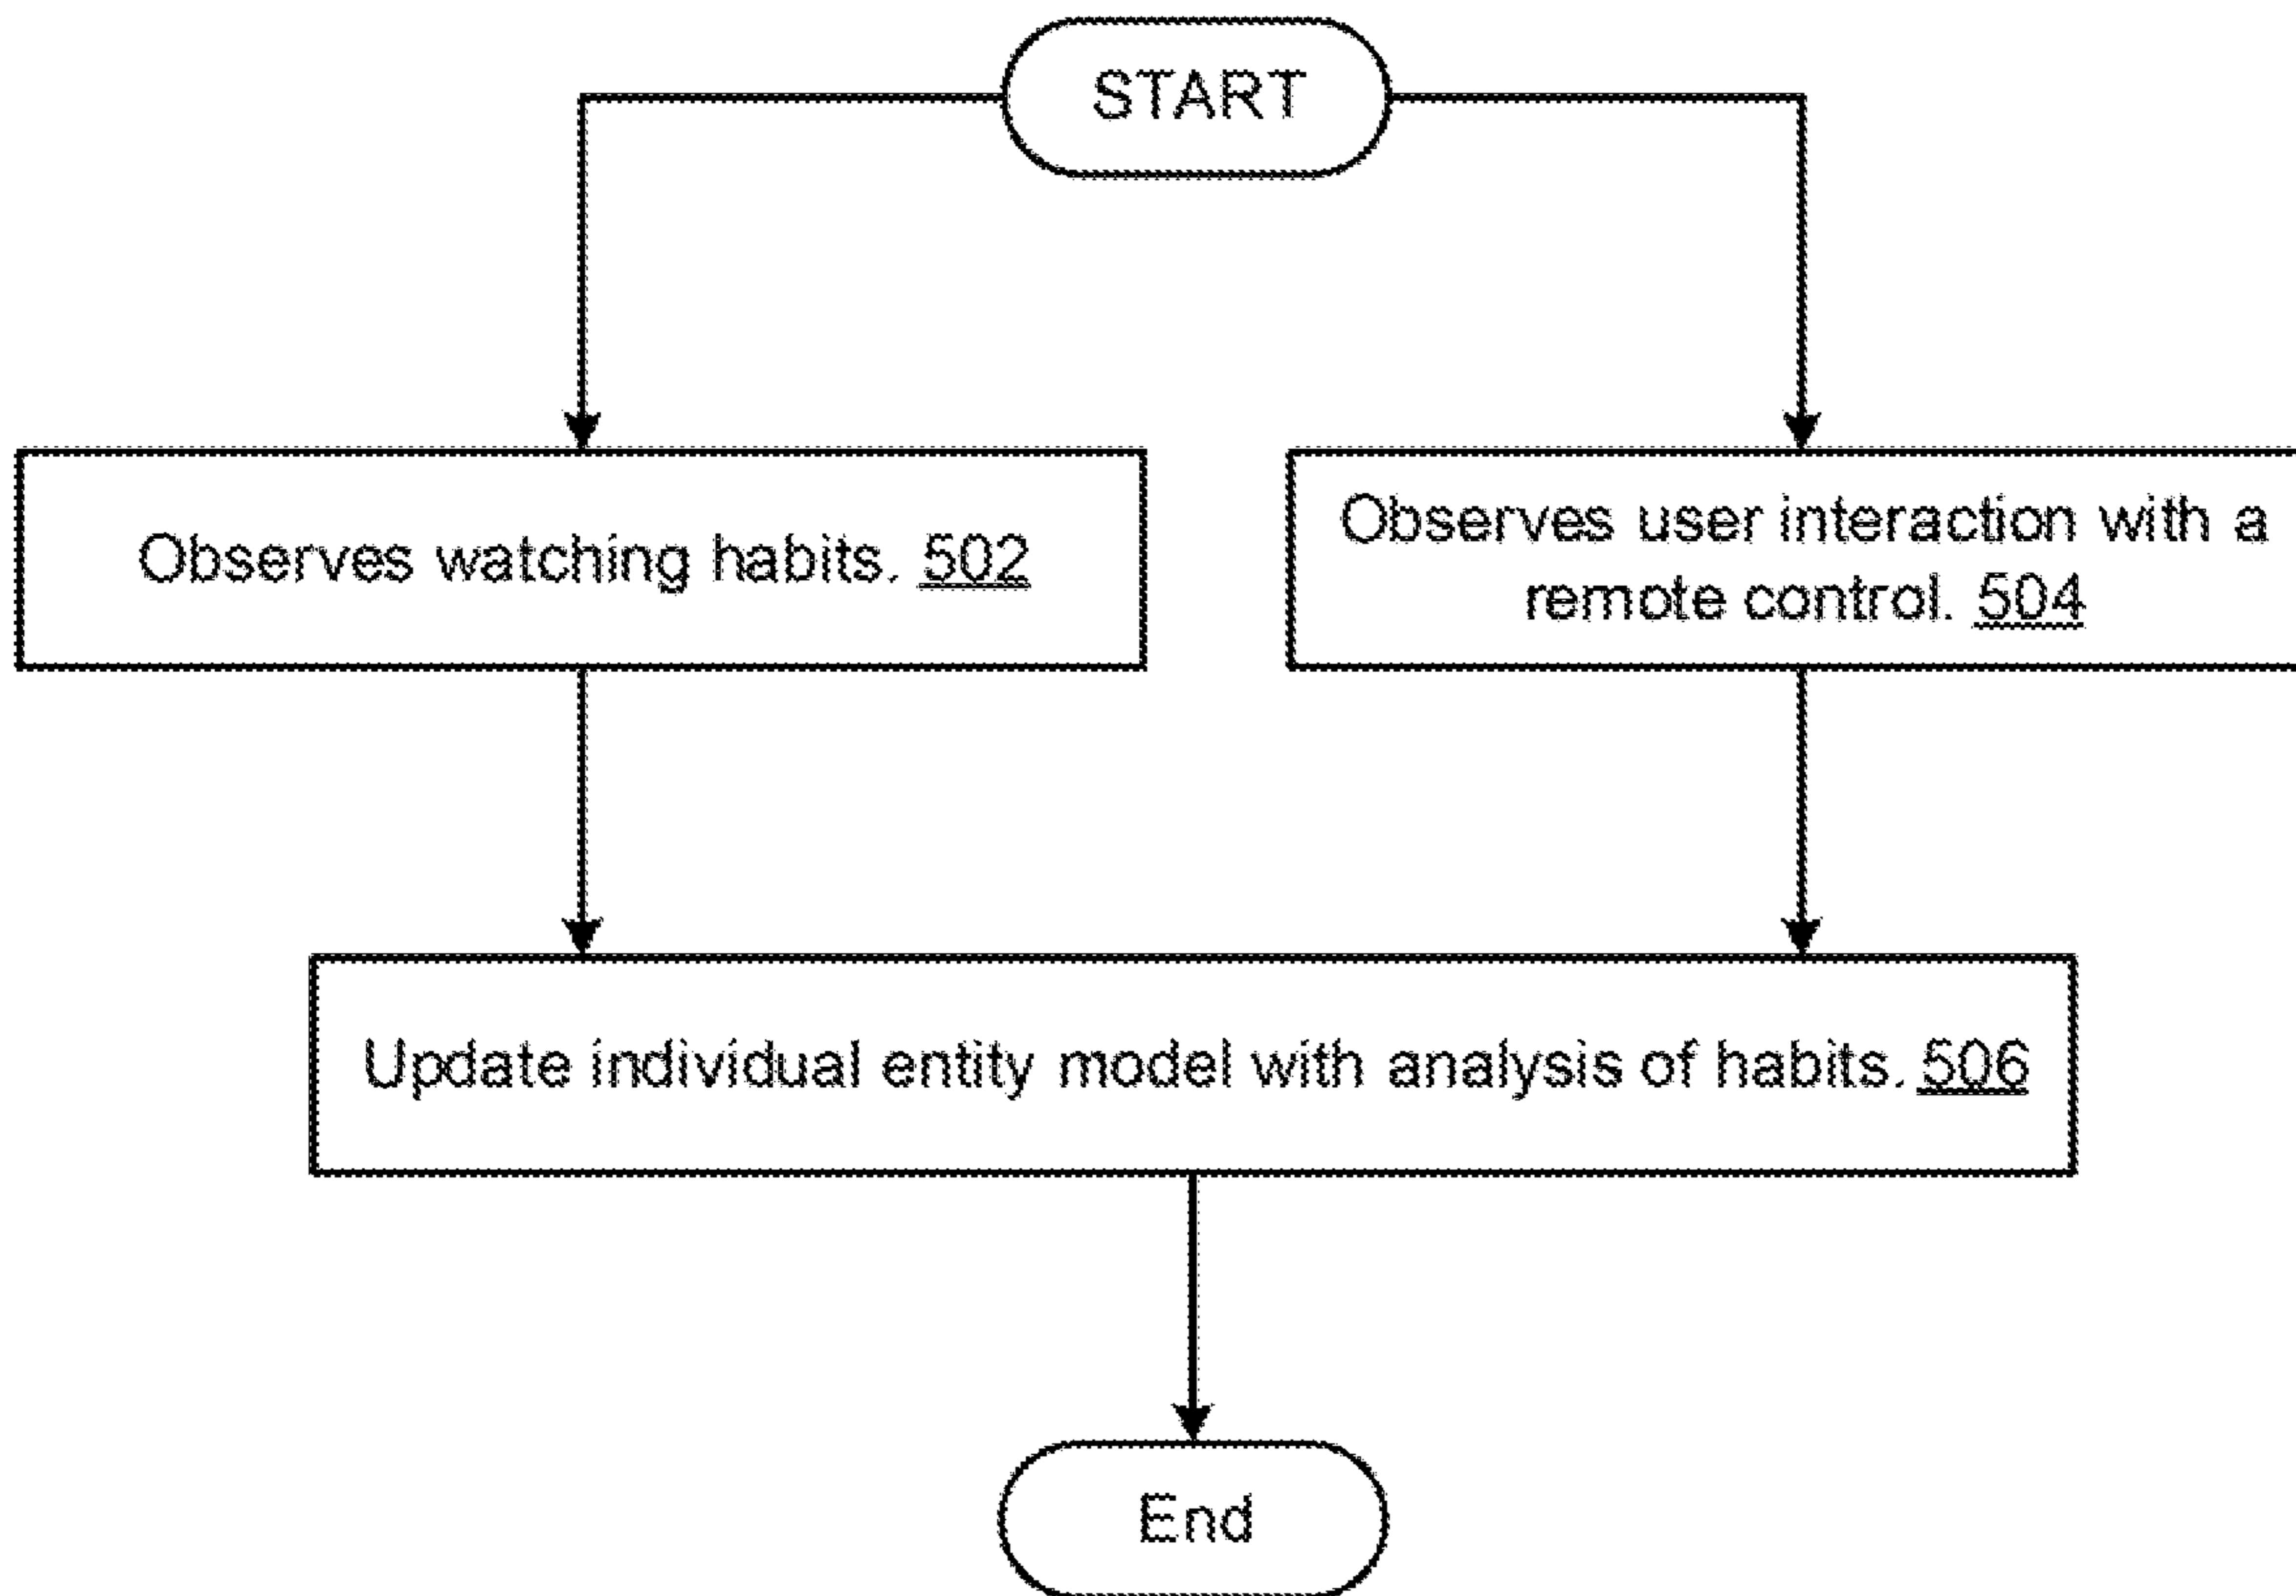 START
Observes watching habits. 502
Observes user interaction with a
remote control. 504
Update individual entity model with analysis of habits. 506
End